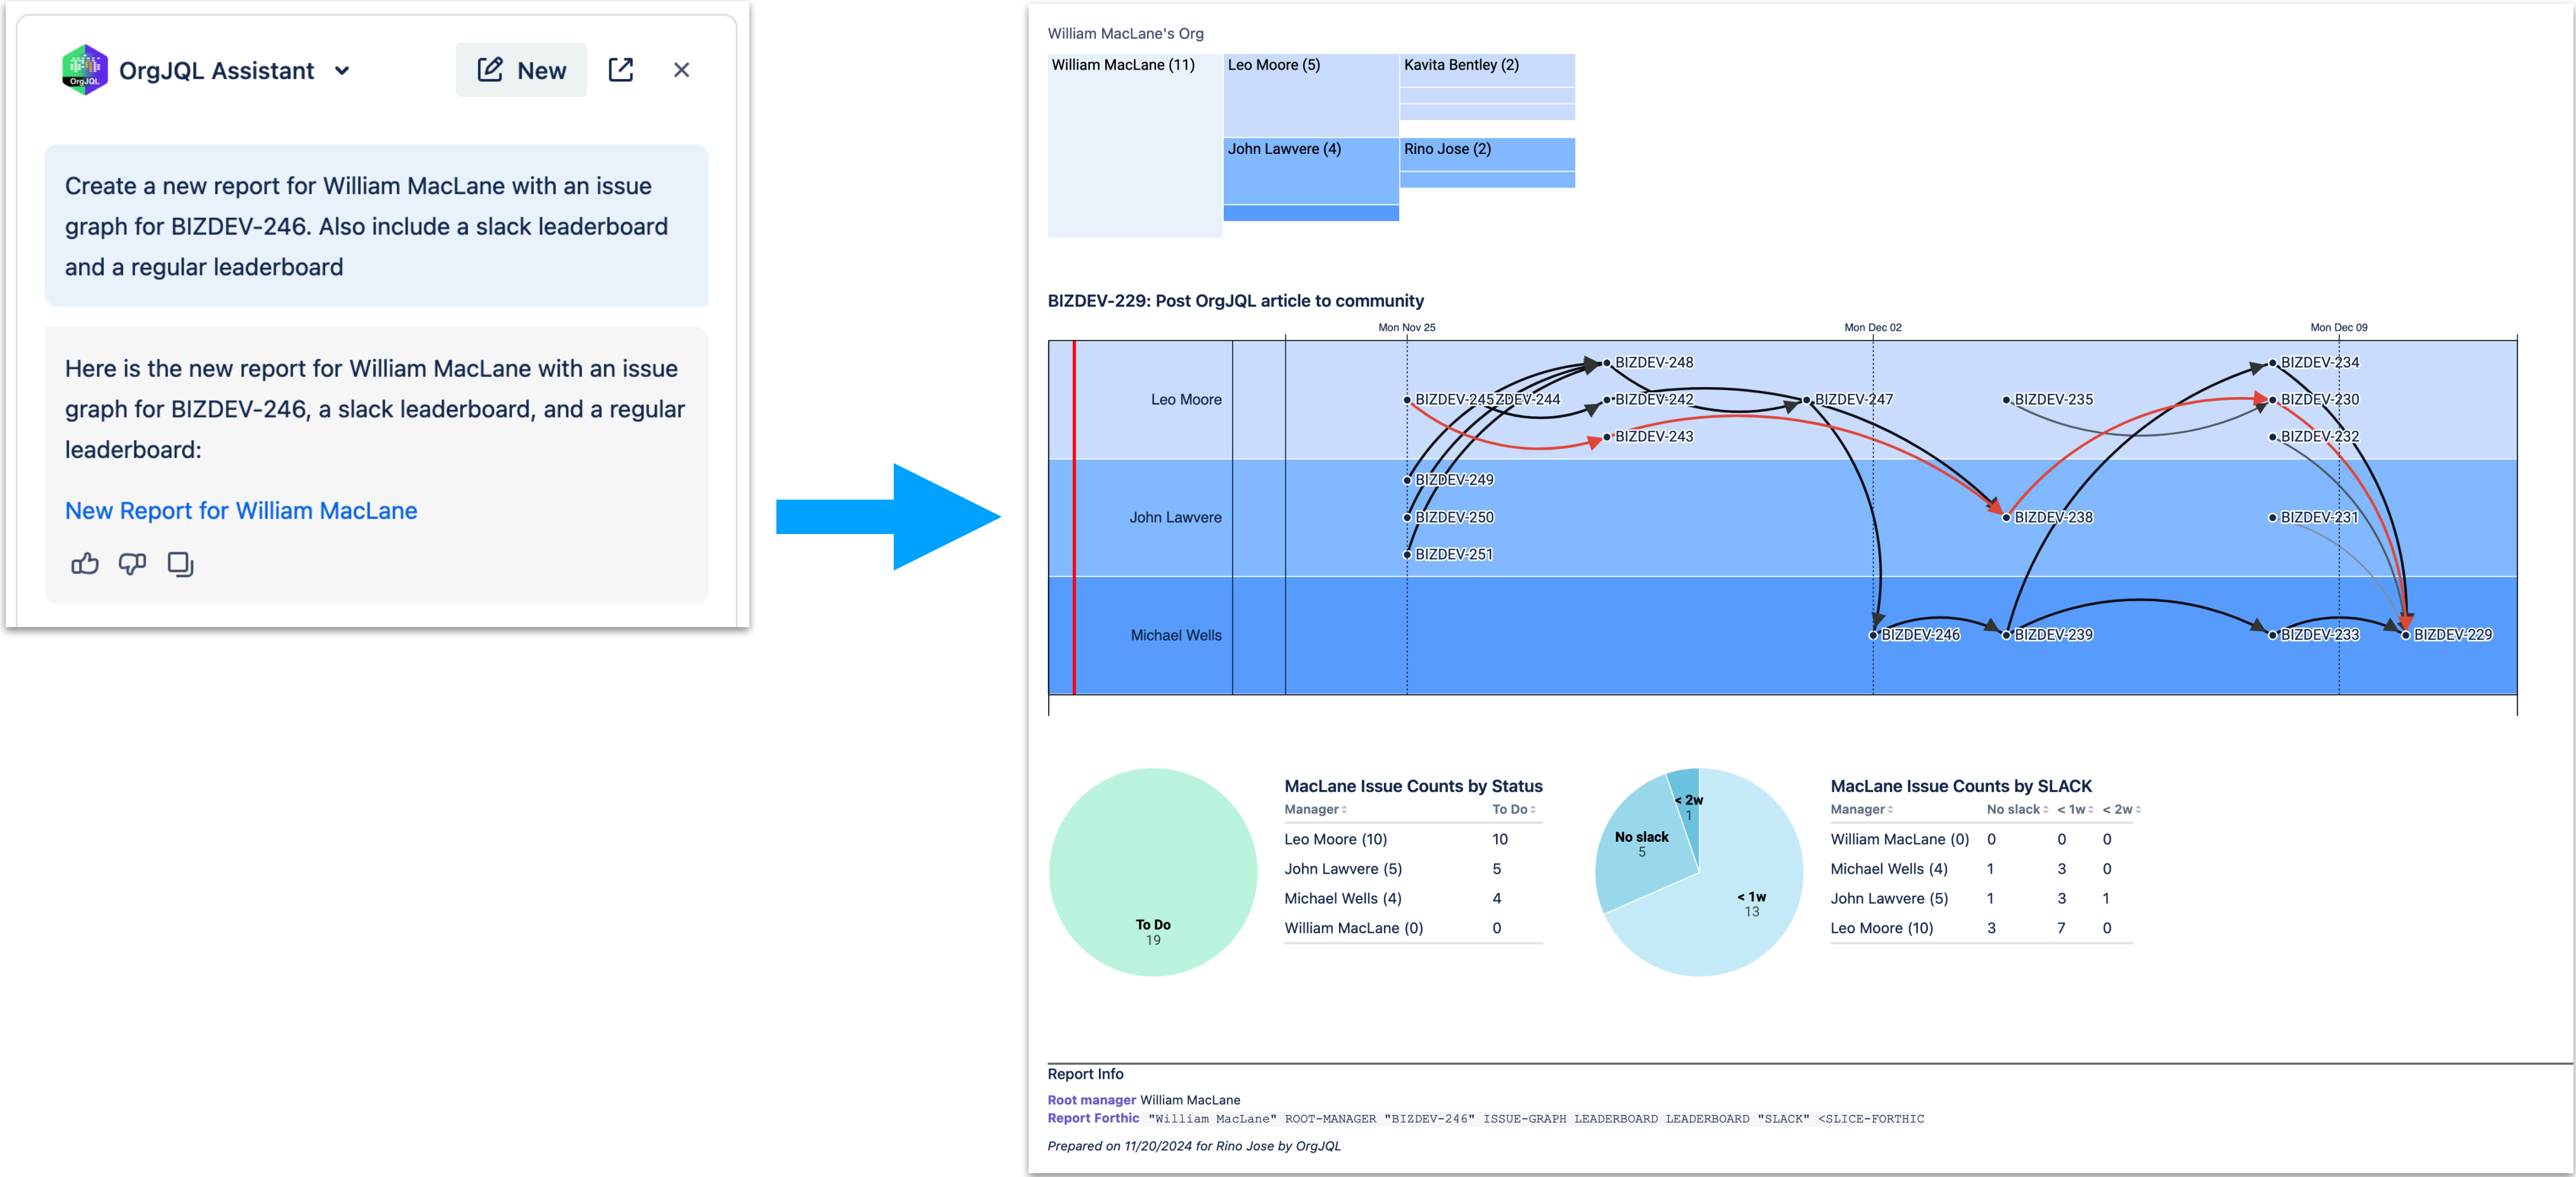 OrgJQL
OrgJQL Assistant
New
Create a new report for William MacLane with an issue
graph for BIZDEV-246. Also include a slack leaderboard
and a regular leaderboard
Here is the new report for William MacLane with an issue
graph for BIZDEV-246, a slack leaderboard, and a regular
leaderboard:
New Report for William MacLane
William MacLane's Org
William MacLane (11)
Leo Moore (5)
Kavita Bentley (2)
John Lawvere (4)
Rino Jose (2)
BIZDEV-229: Post OrgJQL article to community
Mon Nov 25
Mon Dec 02
Mon Dec 09
BIZDEV-248
BIZDEV-234
Leo Moore
BIZDEV-245
ZDEV-244
BIZDEV-242
BIZDEV-247
BIZDEV-235
BIZDEV-230
BIZDEV-243
BIZDEV-232
BIZDEV-249
John Lawvere
BIZDEV-250
BIZDEV-238
BIZDEV-231
BIZDEV-251
Michael Wells
BIZDEV-246
BIZDEV-239
BIZDEV-233
BIZDEV-229
To Do
19
MacLane Issue Counts by Status
Manager To Do
Leo Moore (10) 10
John Lawvere (5) 5
Michael Wells (4) 4
William MacLane (0) 0
< 2w
1
No slack
5
< 1w
13
MacLane Issue Counts by SLACK
Manager No slack < 1w < 2w
William MacLane (0) 0 0 0
Michael Wells (4) 1 3 0
John Lawvere (5) 1 3 1
Leo Moore (10) 3 7 0
Report Info
Root manager William MacLane
Report Forthic "William MacLane" ROOT-MANAGER "BIZDEV-246" ISSUE-GRAPH LEADERBOARD LEADERBOARD "SLACK" <SLICE-FORTHIC
Prepared on 11/20/2024 for Rino Jose by OrgJQL